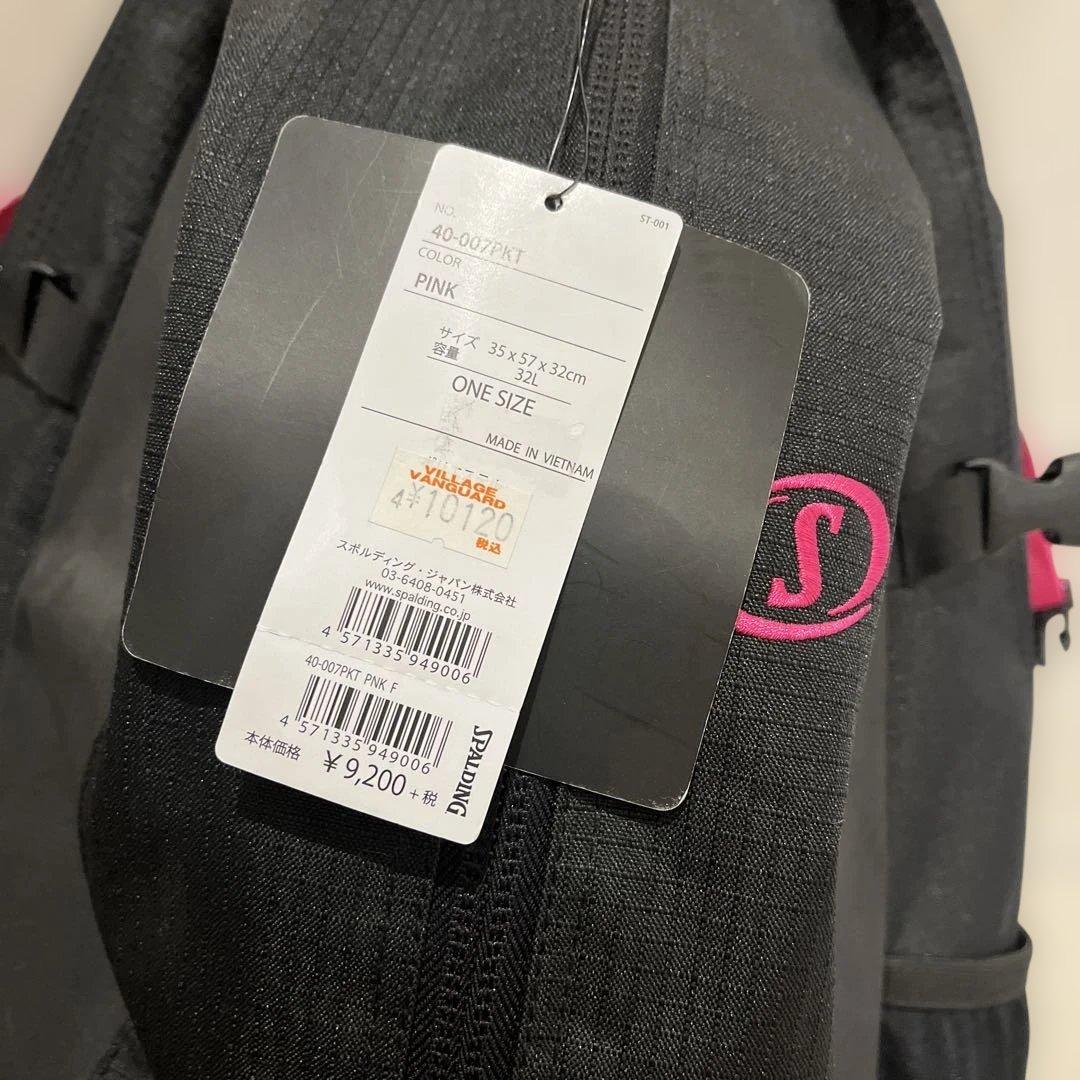 ST-001
NO.
40-007PKT
COLOR
PINK
サイズ 35 x 57 x 32cm
容量 32L
ONE SIZE
MADE IN VIETNAM
VILLAGE
VANGUARD
4¥10120
税込
スポルディング・ジャパン株式会社
03-6408-0451
www.spalding.co.jp
4 571335 949006
40-007PKT PNK F
4 571335 949006
本体価格
¥9,200+税
SPALDING
S